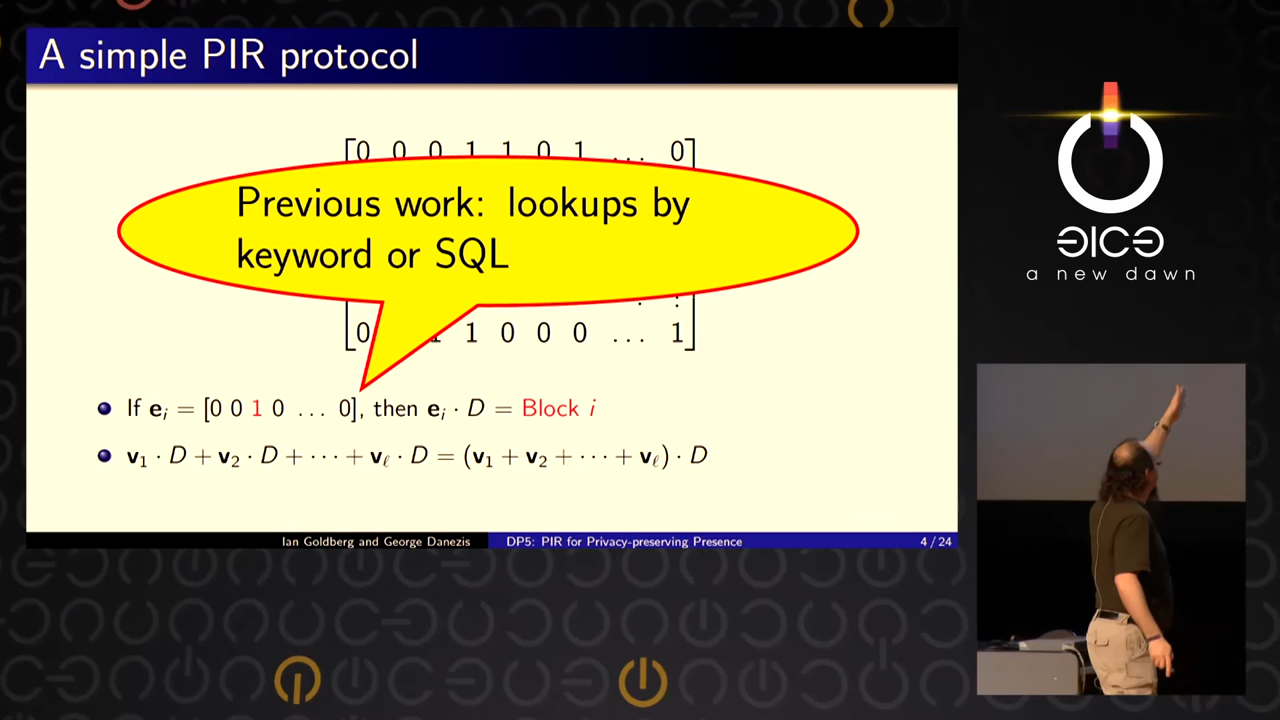 A simple PIR protocol
0 0 0 1 1 0 1 ... 0
Previous work: lookups by
keyword or SQL
0 1 1 0 0 0 ... 1
If e_i = [0 0 1 0 ... 0], then e_i · D = Block i
v_1 · D + v_2 · D + ··· + v_ℓ · D = (v_1 + v_2 + ··· + v_ℓ) · D
Ian Goldberg and George Danezis DP5: PIR for Privacy-preserving Presence 4 / 24
a new dawn